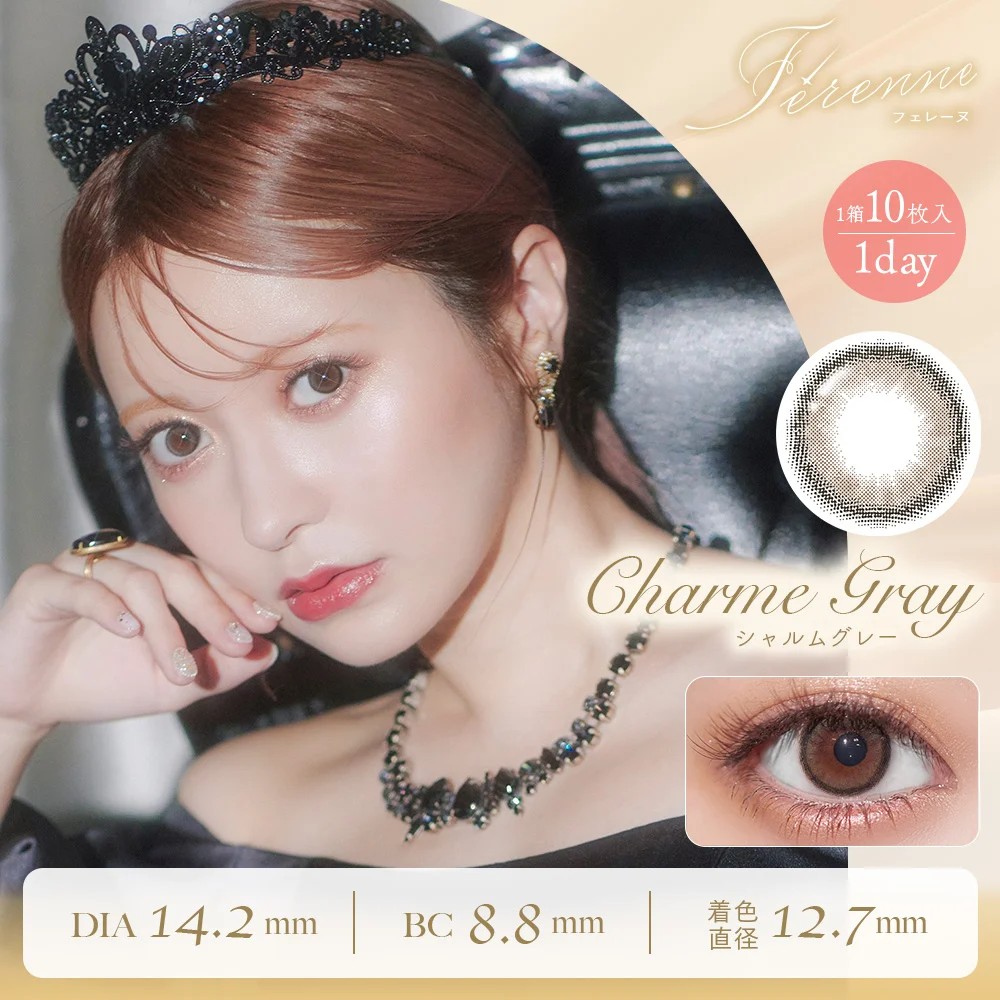 Férenne
フェレーヌ
1箱10枚入
1day
Charme Gray
シャルムグレー
DIA 14.2 mm
BC 8.8 mm
着色直径 12.7mm